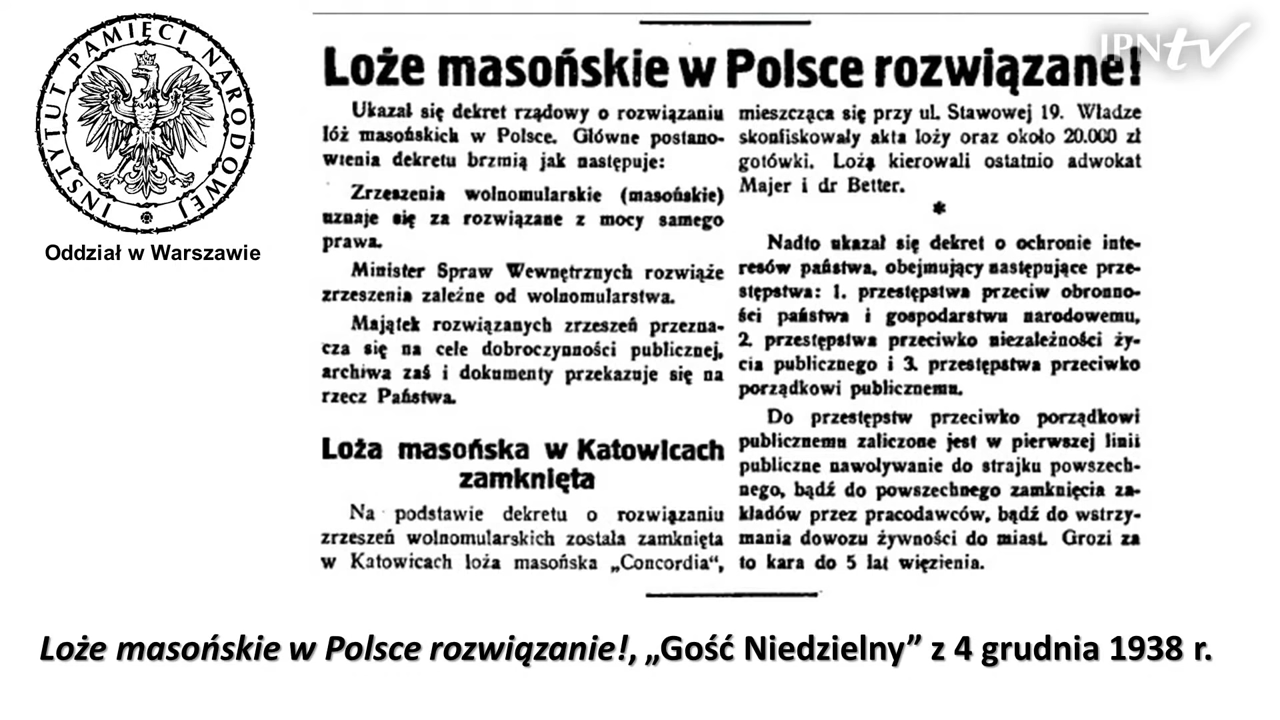 INSTYTUT PAMIĘCI NARODOWEJ
Oddział w Warszawie
IPNtv
Loże masońskie w Polsce rozwiązane!
Ukazał się dekret rządowy o rozwiązaniu
lóż masońskich w Polsce. Główne postano-
wienia dekretu brzmią jak następuje:
Zrzeszenia wolnomularskie (masońskie)
uznaje się za rozwiązane z mocy samego
prawa.
Minister Spraw Wewnętrznych rozwiąże
zrzeszenia zależne od wolnomularstwa.
Majątek rozwiązanych zrzeszeń przezna-
cza się na cele dobroczynności publicznej,
archiwa zaś i dokumenty przekazuje się na
rzecz Państwa.
Loża masońska w Katowicach
zamknięta
Na podstawie dekretu o rozwiązaniu
zrzeszeń wolnomularskich została zamknięta
w Katowicach loża masońska „Concordia“,
mieszcząca się przy ul. Stawowej 19. Władze
skonfiskowały akta loży oraz około 20.000 zł
gotówki. Lożą kierowali ostatnio adwokat
Majer i dr Better.
*
Nadto ukazał się dekret o ochronie inte-
resów państwa, obejmujący następujące prze-
stępstwa: 1. przestępstwa przeciw obronno-
ści państwa i gospodarstwu narodowemu,
2. przestępstwa przeciwko niezależności ży-
cia publicznego i 3. przestępstwa przeciwko
porządkowi publicznemu.
Do przestępstw przeciwko porządkowi
publicznemu zaliczone jest w pierwszej linii
publiczne nawoływanie do strajku powszech-
nego, bądź do powszechnego zamknięcia za-
kładów przez pracodawców, bądź do wstrzy-
mania dowozu żywności do miast. Grozi za
to kara do 5 lat więzienia.
Loże masońskie w Polsce rozwiązanie!, „Gość Niedzielny” z 4 grudnia 1938 r.